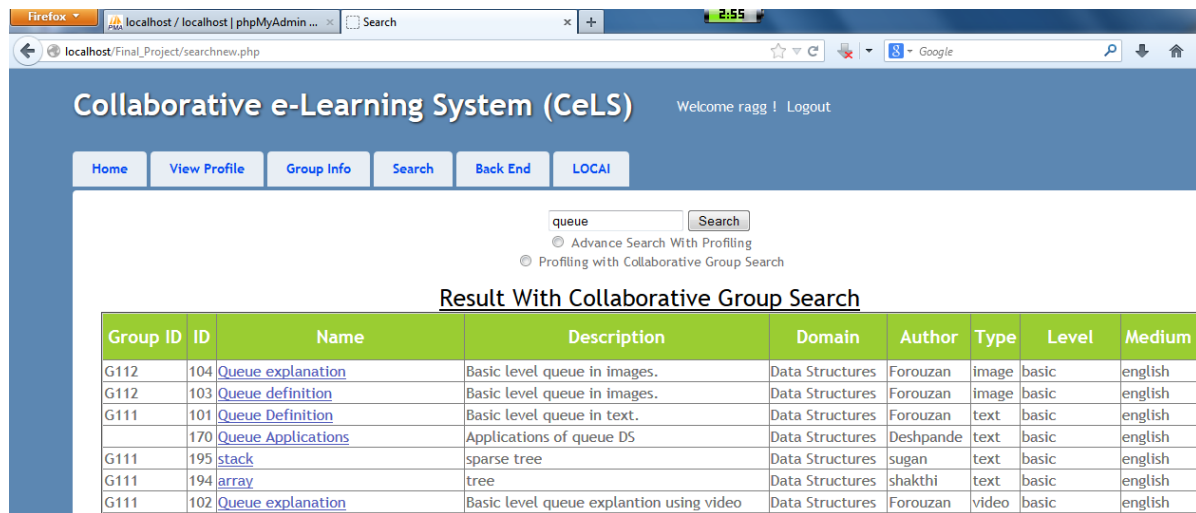 Firefox
PMA localhost / localhost | phpMyAdmin ... × Search × +
2:55
localhost/Final_Project/searchnew.php
8 Google
Collaborative e-Learning System (CeLS) Welcome ragg ! Logout
Home View Profile Group Info Search Back End LOCAI
queue Search
Advance Search With Profiling
Profiling with Collaborative Group Search
Result With Collaborative Group Search
Group ID ID Name Description Domain Author Type Level Medium
G112 104 Queue explanation Basic level queue in images. Data Structures Forouzan image basic english
G112 103 Queue definition Basic level queue in images. Data Structures Forouzan image basic english
G111 101 Queue Definition Basic level queue in text. Data Structures Forouzan text basic english
170 Queue Applications Applications of queue DS Data Structures Deshpande text basic english
G111 195 stack sparse tree Data Structures sugan text basic english
G111 194 array tree Data Structures shakthi text basic english
G111 102 Queue explanation Basic level queue explantion using video Data Structures Forouzan video basic english